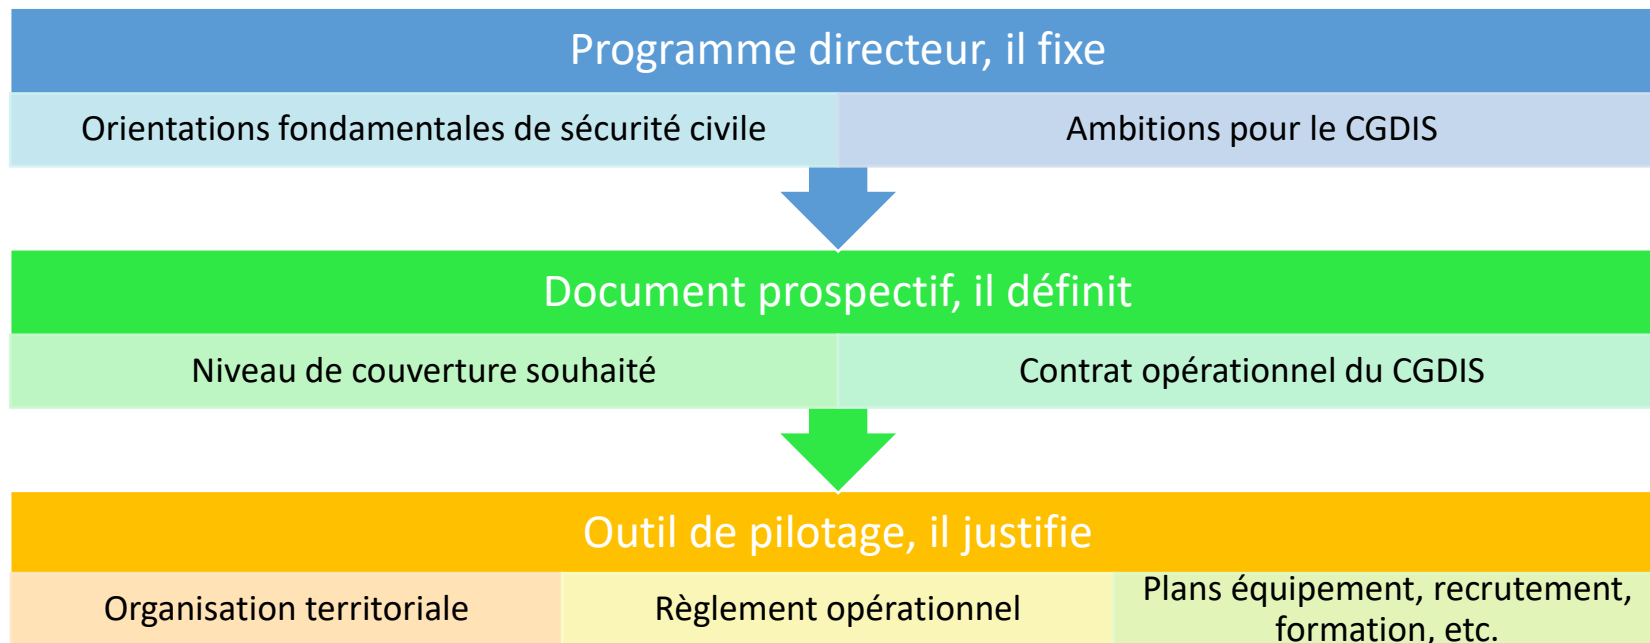 Programme directeur, il fixe
Orientations fondamentales de sécurité civile
Ambitions pour le CGDIS
Document prospectif, il définit
Niveau de couverture souhaité
Contrat opérationnel du CGDIS
Outil de pilotage, il justifie
Organisation territoriale
Règlement opérationnel
Plans équipement, recrutement,
formation, etc.